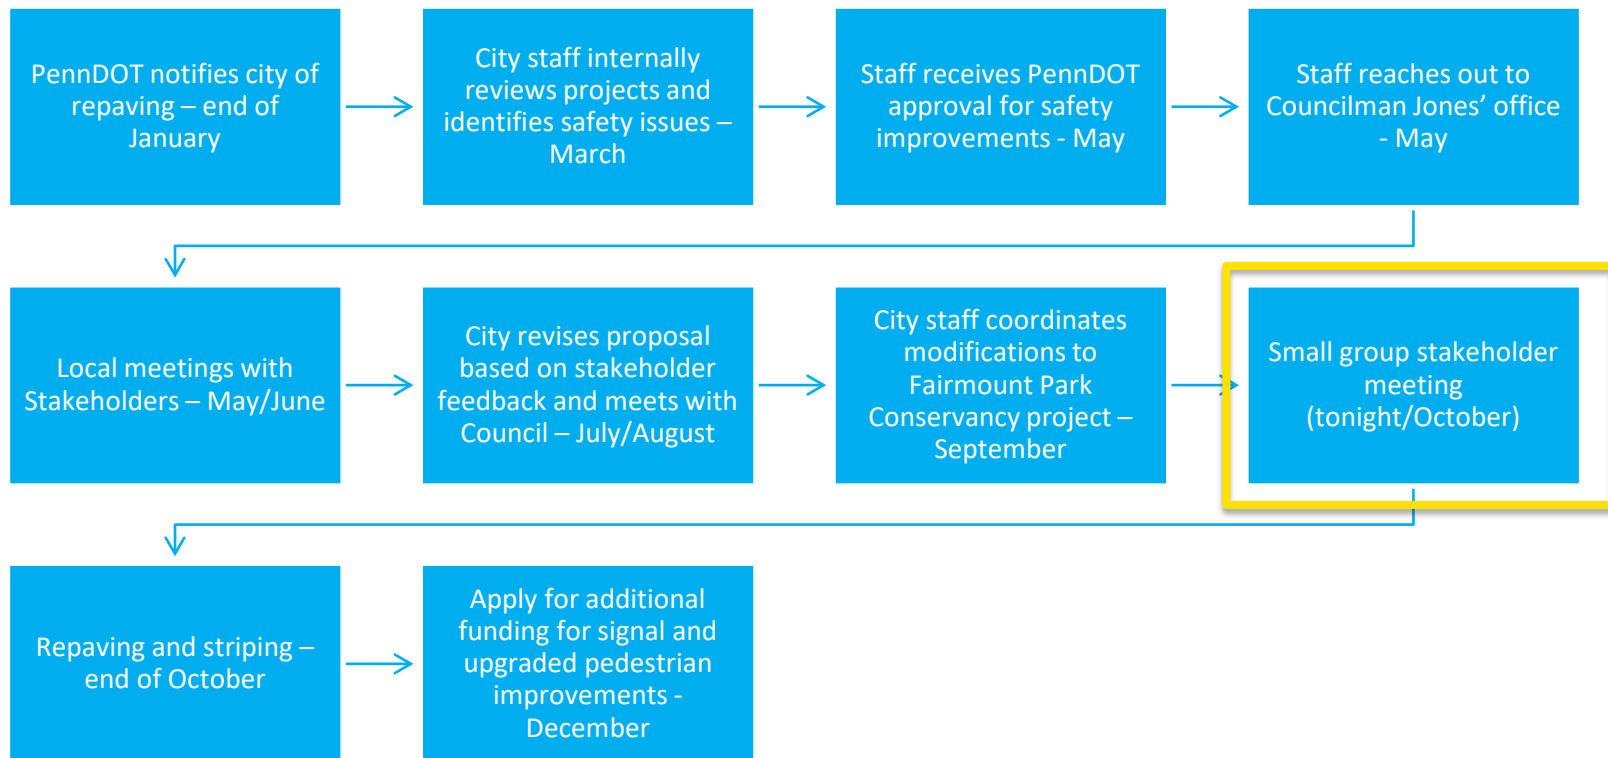 PennDOT notifies city of
repaving – end of
January
City staff internally
reviews projects and
identifies safety issues –
March
Staff receives PennDOT
approval for safety
improvements - May
Staff reaches out to
Councilman Jones’ office
- May
Local meetings with
Stakeholders – May/June
City revises proposal
based on stakeholder
feedback and meets with
Council – July/August
City staff coordinates
modifications to
Fairmount Park
Conservancy project –
September
Small group stakeholder
meeting
(tonight/October)
Repaving and striping –
end of October
Apply for additional
funding for signal and
upgraded pedestrian
improvements -
December